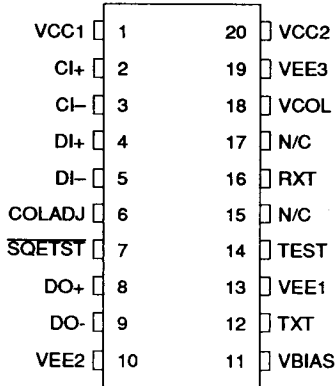 VCC1 1 20 VCC2
CI+ 2 19 VEE3
CI– 3 18 VCOL
DI+ 4 17 N/C
DI– 5 16 RXT
COLADJ 6 15 N/C
SQETST 7 14 TEST
DO+ 8 13 VEE1
DO- 9 12 TXT
VEE2 10 11 VBIAS